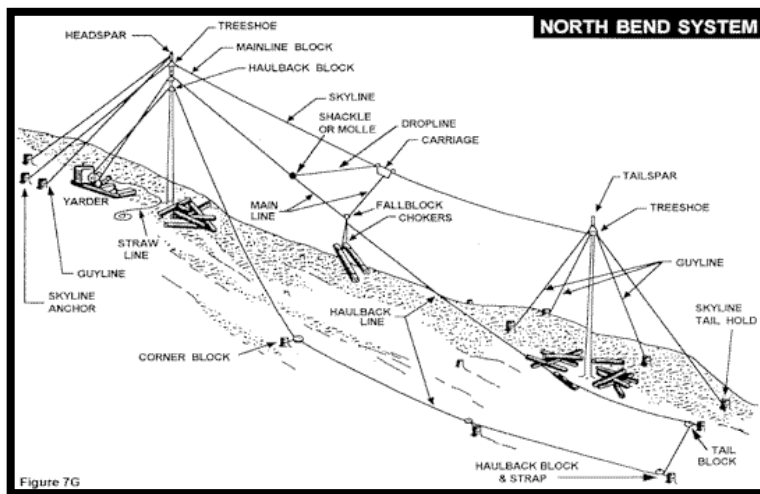 NORTH BEND SYSTEM
TREESHOE
HEADSPAR
MAINLINE BLOCK
HAULBACK BLOCK
SKYLINE
SHACKLE
OR MOLLE
DROPLINE
CARRIAGE
TAILSPAR
TREESHOE
YARDER
MAIN
LINE
FALLBLOCK
CHOKERS
STRAW
LINE
GUYLINE
GUYLINE
SKYLINE
ANCHOR
HAULBACK
LINE
SKYLINE
TAIL HOLD
CORNER BLOCK
TAIL
BLOCK
HAULBACK BLOCK
& STRAP
Figure 7G